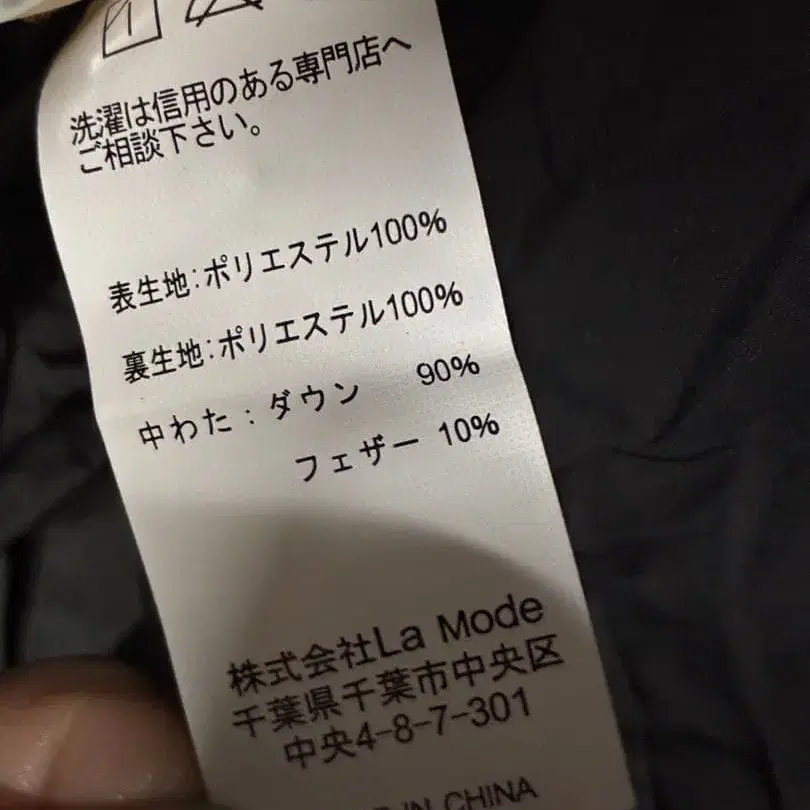 洗濯は信用のある専門店へ
ご相談下さい。
表生地:ポリエステル100%
裏生地:ポリエステル100%
中わた:ダウン 90%
フェザー 10%
株式会社La Mode
千葉県千葉市中央区
中央4-8-7-301
IN CHINA